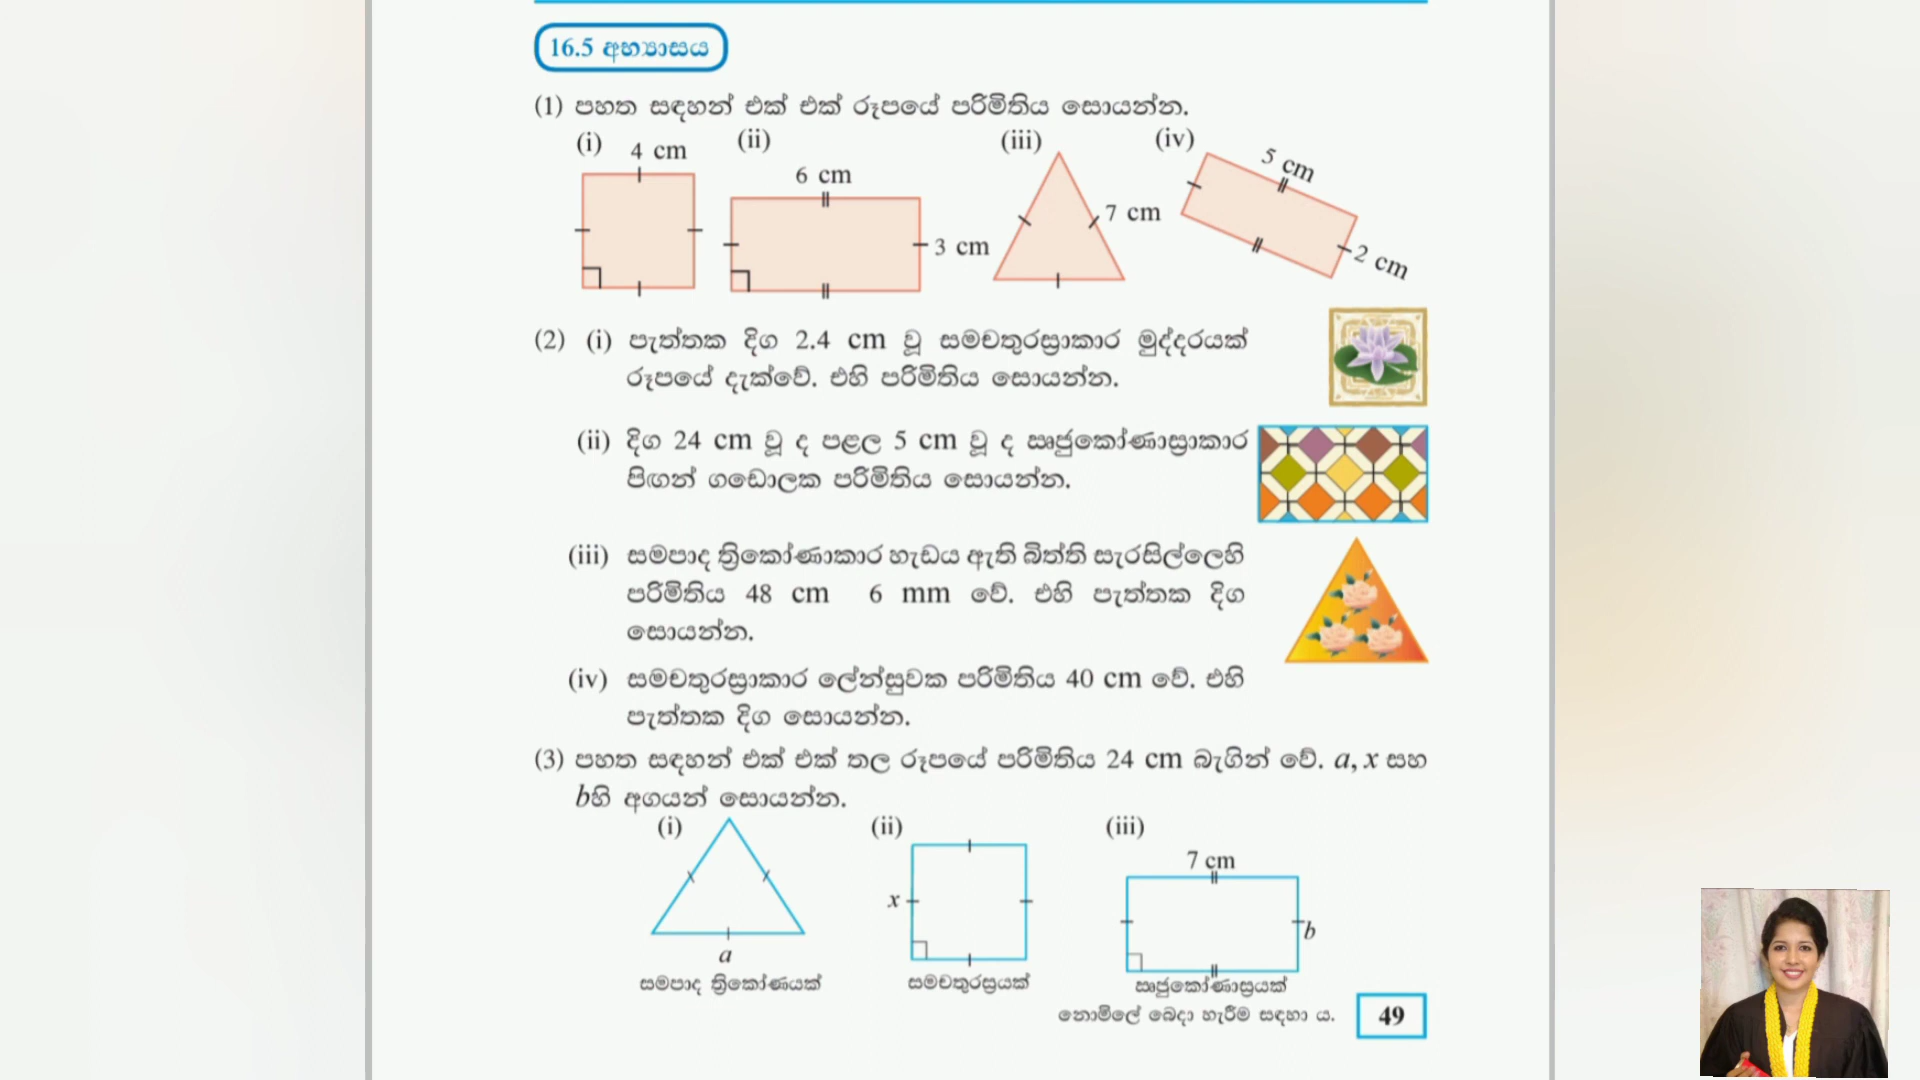 16.5 අභ්‍යාසය
(1) පහත සඳහන් එක් එක් රූපයේ පරිමිතිය සොයන්න.
(i) 4 cm
(ii) 6 cm
3 cm
(iii) 7 cm
(iv) 5 cm
2 cm
(2) (i) පැත්තක දිග 2.4 cm වූ සමචතුරස්‍රාකාර මුද්දරයක්
රූපයේ දැක්වේ. එහි පරිමිතිය සොයන්න.
(ii) දිග 24 cm වූ ද පළල 5 cm වූ ද ඍජුකෝණාස්‍රාකාර
පිඟන් ගඩොලක පරිමිතිය සොයන්න.
(iii) සමපාද ත්‍රිකෝණාකාර හැඩය ඇති බිත්ති සැරසිල්ලෙහි
පරිමිතිය 48 cm 6 mm වේ. එහි පැත්තක දිග
සොයන්න.
(iv) සමචතුරස්‍රාකාර ලේන්සුවක පරිමිතිය 40 cm වේ. එහි
පැත්තක දිග සොයන්න.
(3) පහත සඳහන් එක් එක් තල රූපයේ පරිමිතිය 24 cm බැගින් වේ. a, x සහ
bහි අගයන් සොයන්න.
(i)
a
සමපාද ත්‍රිකෝණයක්
(ii)
x
සමචතුරස්‍රයක්
(iii)
7 cm
b
ඍජුකෝණාස්‍රයක්
නොමිලේ බෙදා හැරීම සඳහා ය.
49